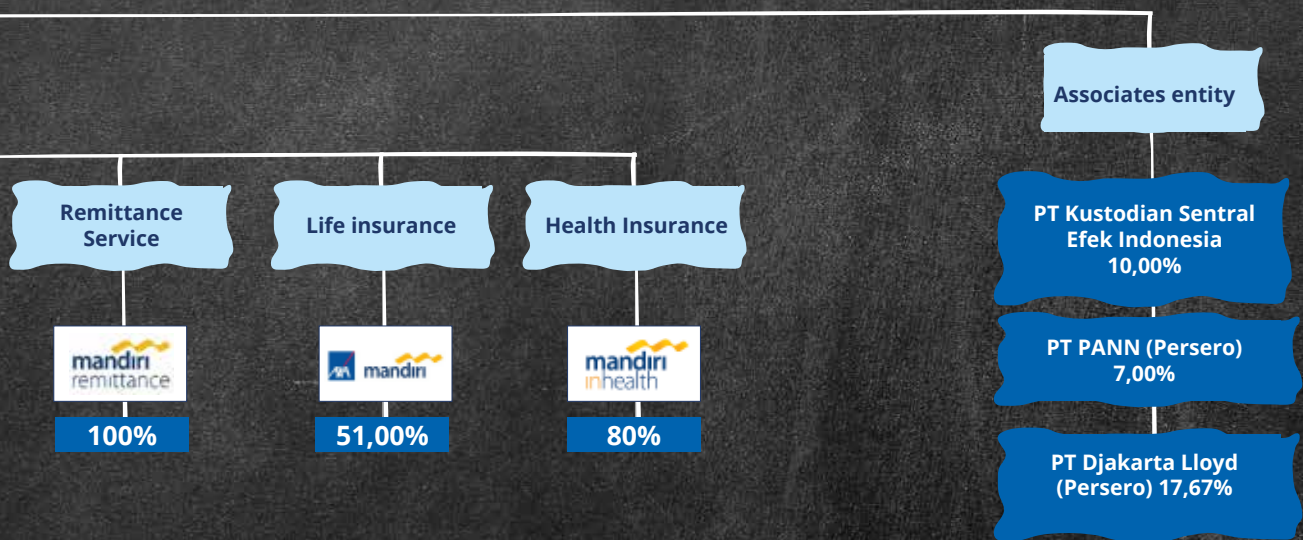 Associates entity
Remittance
Service
Life insurance
Health Insurance
PT Kustodian Sentral
Efek Indonesia
10,00%
mandiri
remittance
AXA mandiri
mandiri
inhealth
PT PANN (Persero)
7,00%
100%
51,00%
80%
PT Djakarta Lloyd
(Persero) 17,67%